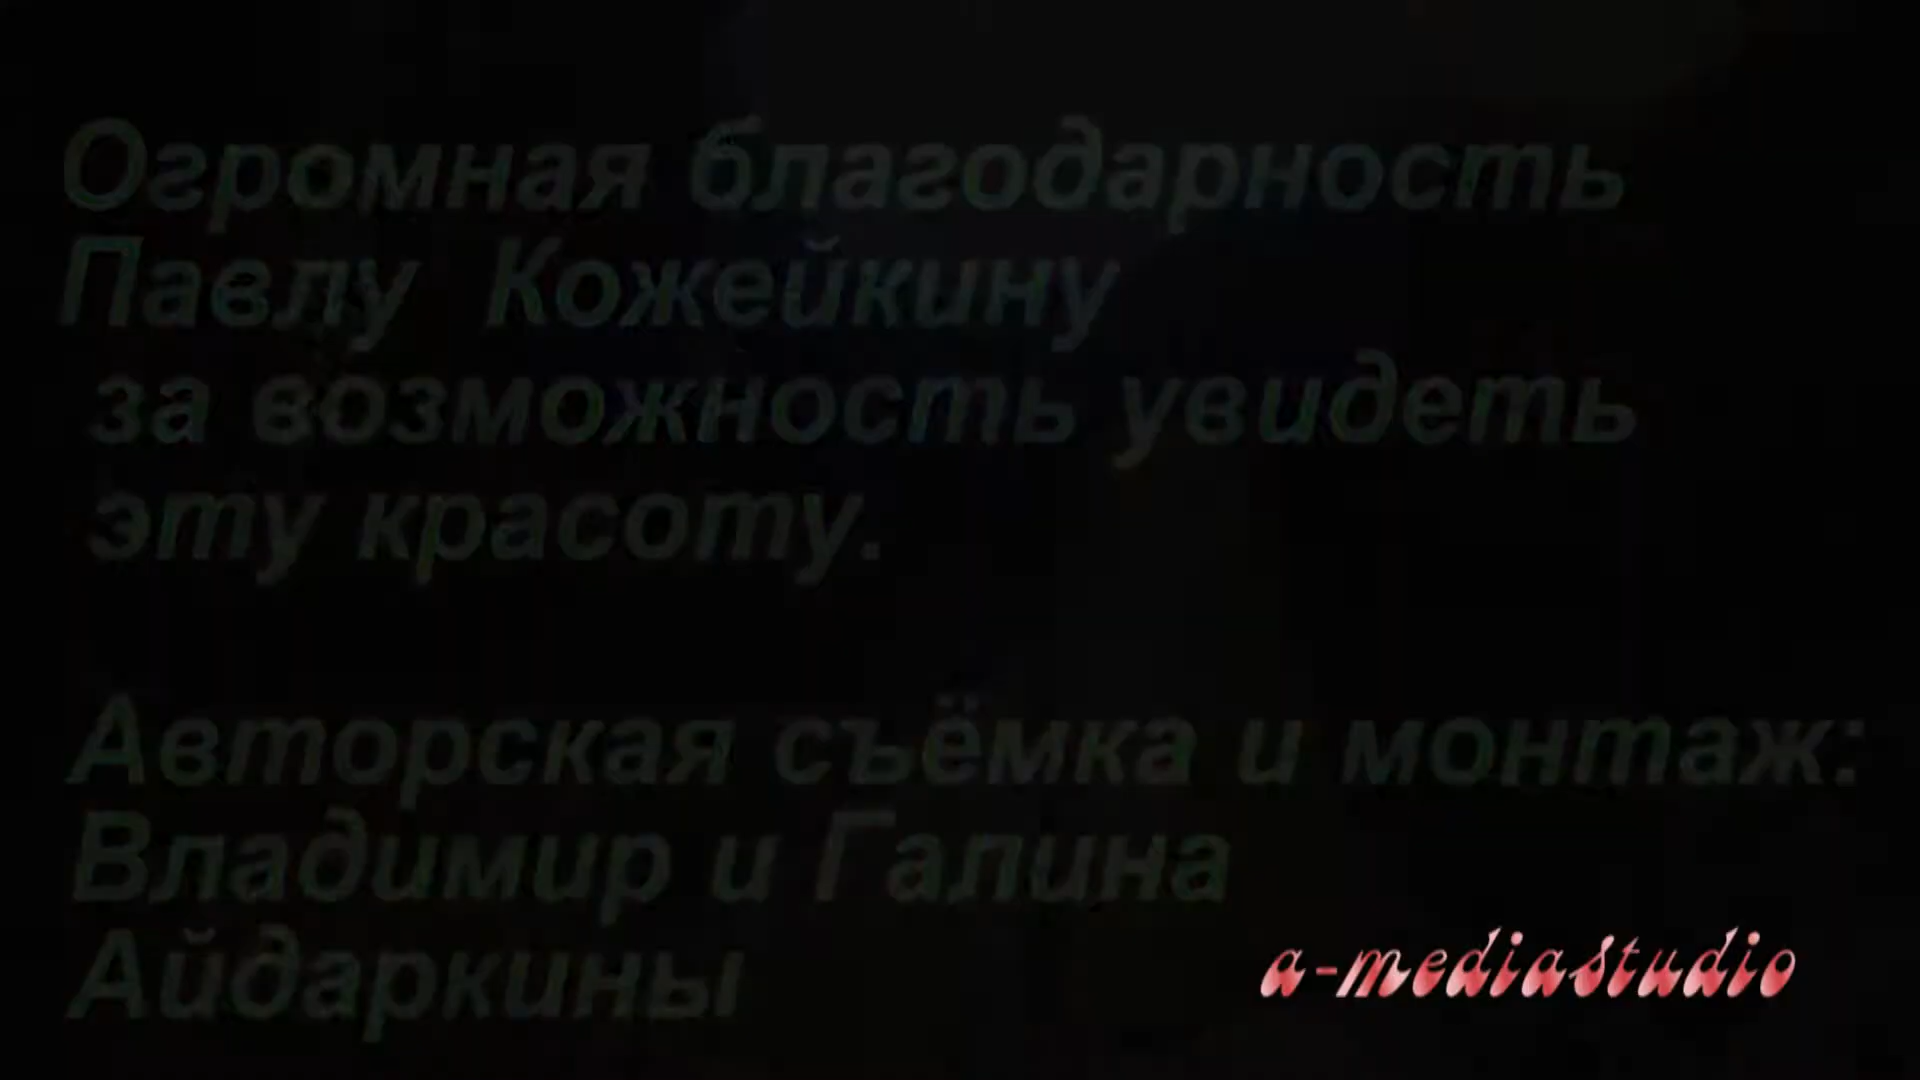 Огромная благодарность
Павлу Кожейкину
за возможность увидеть
эту красоту.
Авторская съёмка и монтаж:
Владимир и Галина
Айдаркины
a-mediastudio